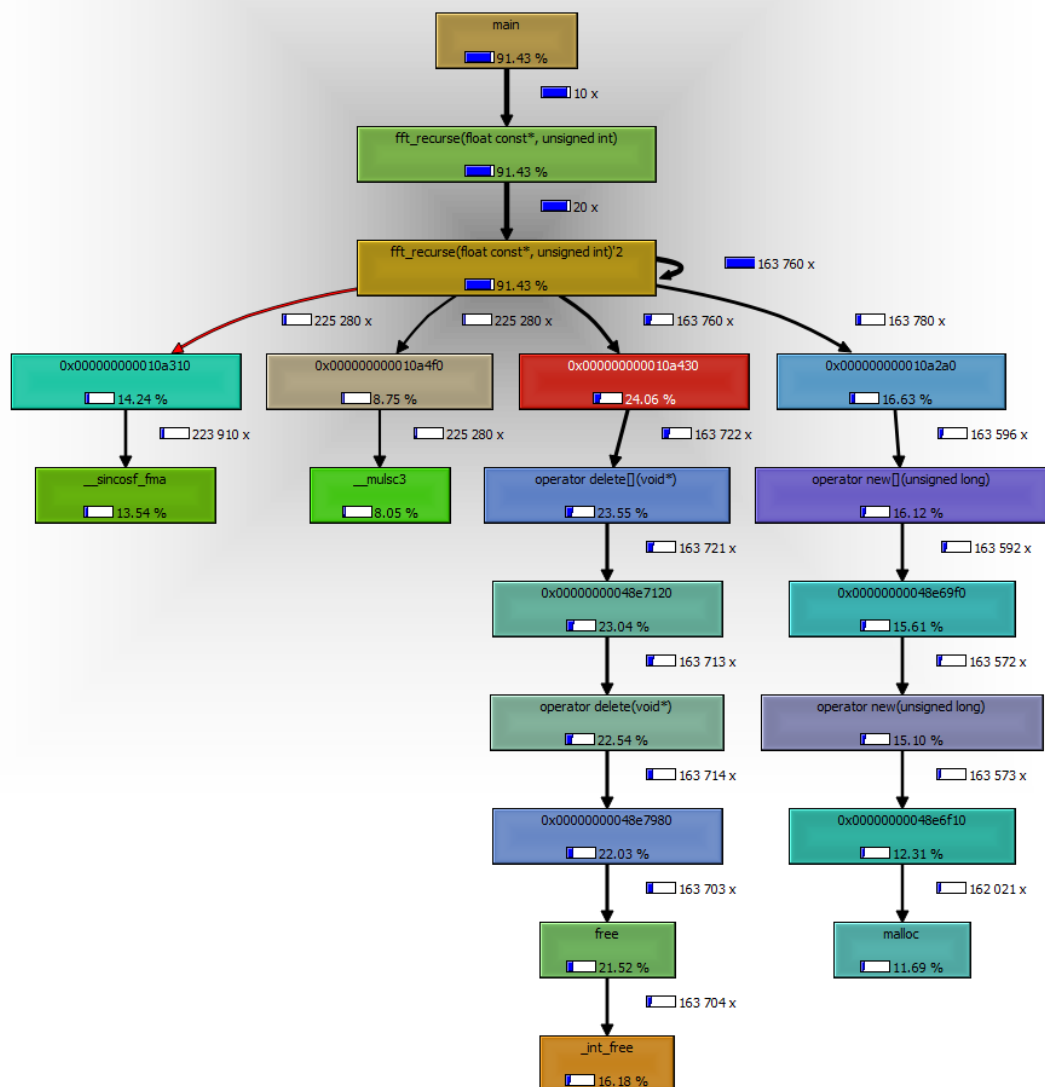 main
91.43 %
10 x
fft_recurse(float const*, unsigned int)
91.43 %
20 x
fft_recurse(float const*, unsigned int)'2
91.43 %
163 760 x
225 280 x
225 280 x
163 760 x
163 780 x
0x000000000010a310
14.24 %
0x000000000010a4f0
8.75 %
0x000000000010a430
24.06 %
0x000000000010a2a0
16.63 %
223 910 x
225 280 x
163 722 x
163 596 x
__sincosf_fma
13.54 %
__mulsc3
8.05 %
operator delete[](void*)
23.55 %
operator new[](unsigned long)
16.12 %
163 721 x
163 592 x
0x00000000048e7120
23.04 %
0x00000000048e69f0
15.61 %
163 713 x
163 572 x
operator delete(void*)
22.54 %
operator new(unsigned long)
15.10 %
163 714 x
163 573 x
0x00000000048e7980
22.03 %
0x00000000048e6f10
12.31 %
163 703 x
162 021 x
free
21.52 %
malloc
11.69 %
163 704 x
_int_free
16.18 %